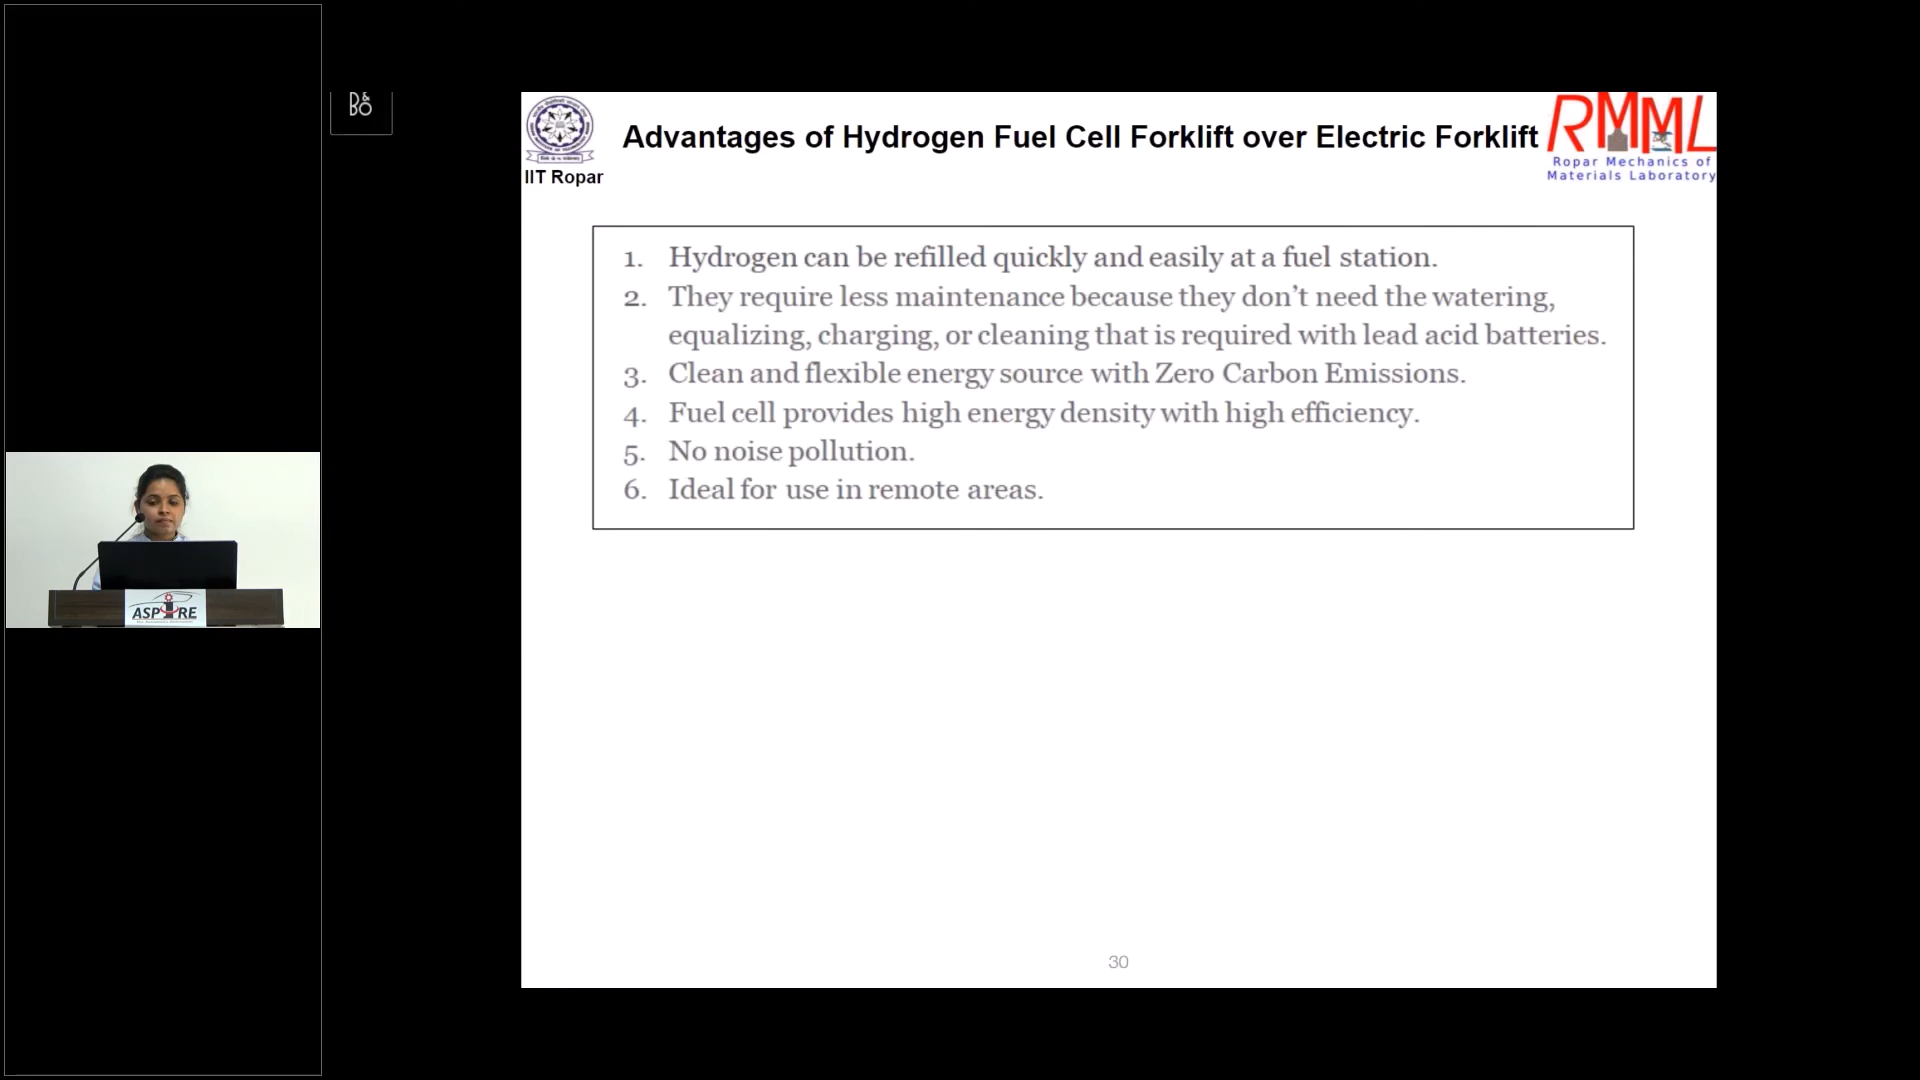 B&O
IIT Ropar
Advantages of Hydrogen Fuel Cell Forklift over Electric Forklift
RMML
Ropar Mechanics of
Materials Laboratory
1. Hydrogen can be refilled quickly and easily at a fuel station.
2. They require less maintenance because they don’t need the watering,
equalizing, charging, or cleaning that is required with lead acid batteries.
3. Clean and flexible energy source with Zero Carbon Emissions.
4. Fuel cell provides high energy density with high efficiency.
5. No noise pollution.
6. Ideal for use in remote areas.
ASPIRE
30